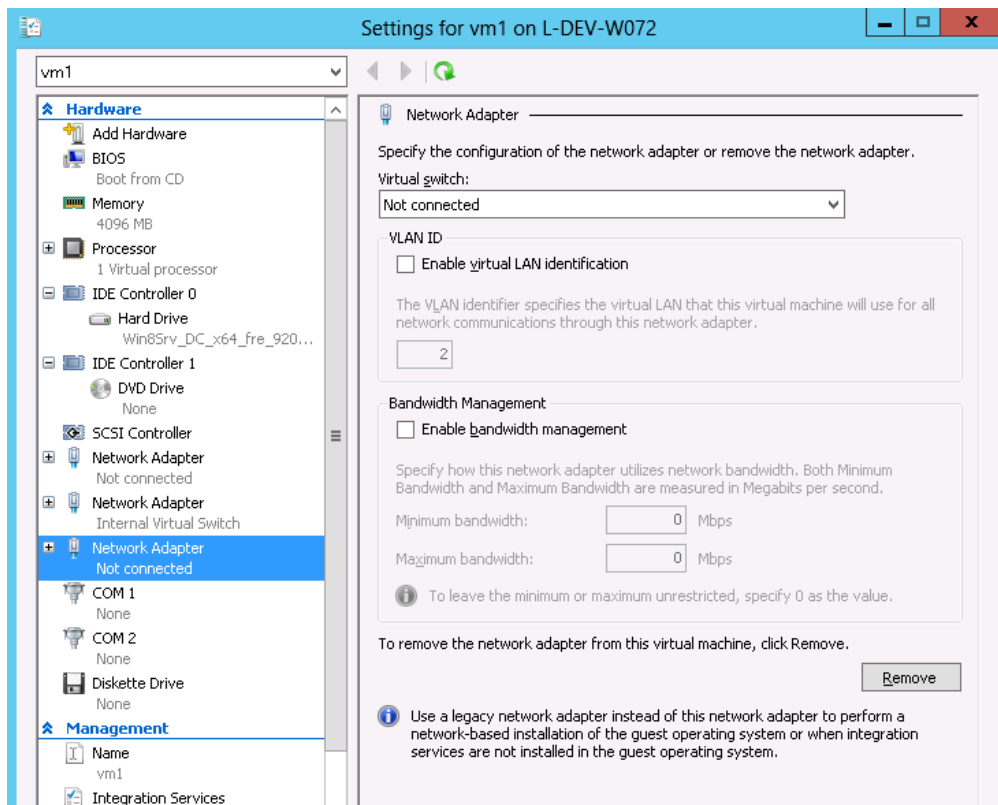 Settings for vm1 on L-DEV-W072
vm1
Hardware
Add Hardware
BIOS
Boot from CD
Memory
4096 MB
Processor
1 Virtual processor
IDE Controller 0
Hard Drive
Win8Srv_DC_x64_fre_920...
IDE Controller 1
DVD Drive
None
SCSI Controller
Network Adapter
Not connected
Network Adapter
Internal Virtual Switch
Network Adapter
Not connected
COM 1
None
COM 2
None
Diskette Drive
None
Management
Name
vm1
Integration Services
Network Adapter
Specify the configuration of the network adapter or remove the network adapter.
Virtual switch:
Not connected
VLAN ID
Enable virtual LAN identification
The VLAN identifier specifies the virtual LAN that this virtual machine will use for all
network communications through this network adapter.
2
Bandwidth Management
Enable bandwidth management
Specify how this network adapter utilizes network bandwidth. Both Minimum
Bandwidth and Maximum Bandwidth are measured in Megabits per second.
Minimum bandwidth: 0 Mbps
Maximum bandwidth: 0 Mbps
To leave the minimum or maximum unrestricted, specify 0 as the value.
To remove the network adapter from this virtual machine, click Remove.
Remove
Use a legacy network adapter instead of this network adapter to perform a
network-based installation of the guest operating system or when integration
services are not installed in the guest operating system.